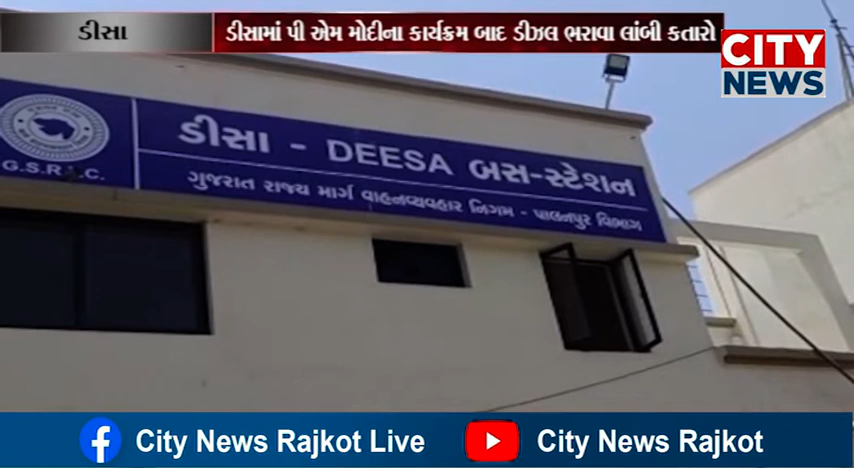 ડીસા
ડીસામાં પી એમ મોદીના કાર્યક્રમ બાદ ડીઝલ ભરાવા લાંબી કતારો
CITY
NEWS
ડીસા - DEESA બસ-સ્ટેશન
G.S.R.T.C.
ગુજરાત રાજ્ય માર્ગ વાહનવ્યવહાર નિગમ - પાલનપુર વિભાગ
City News Rajkot Live
City News Rajkot